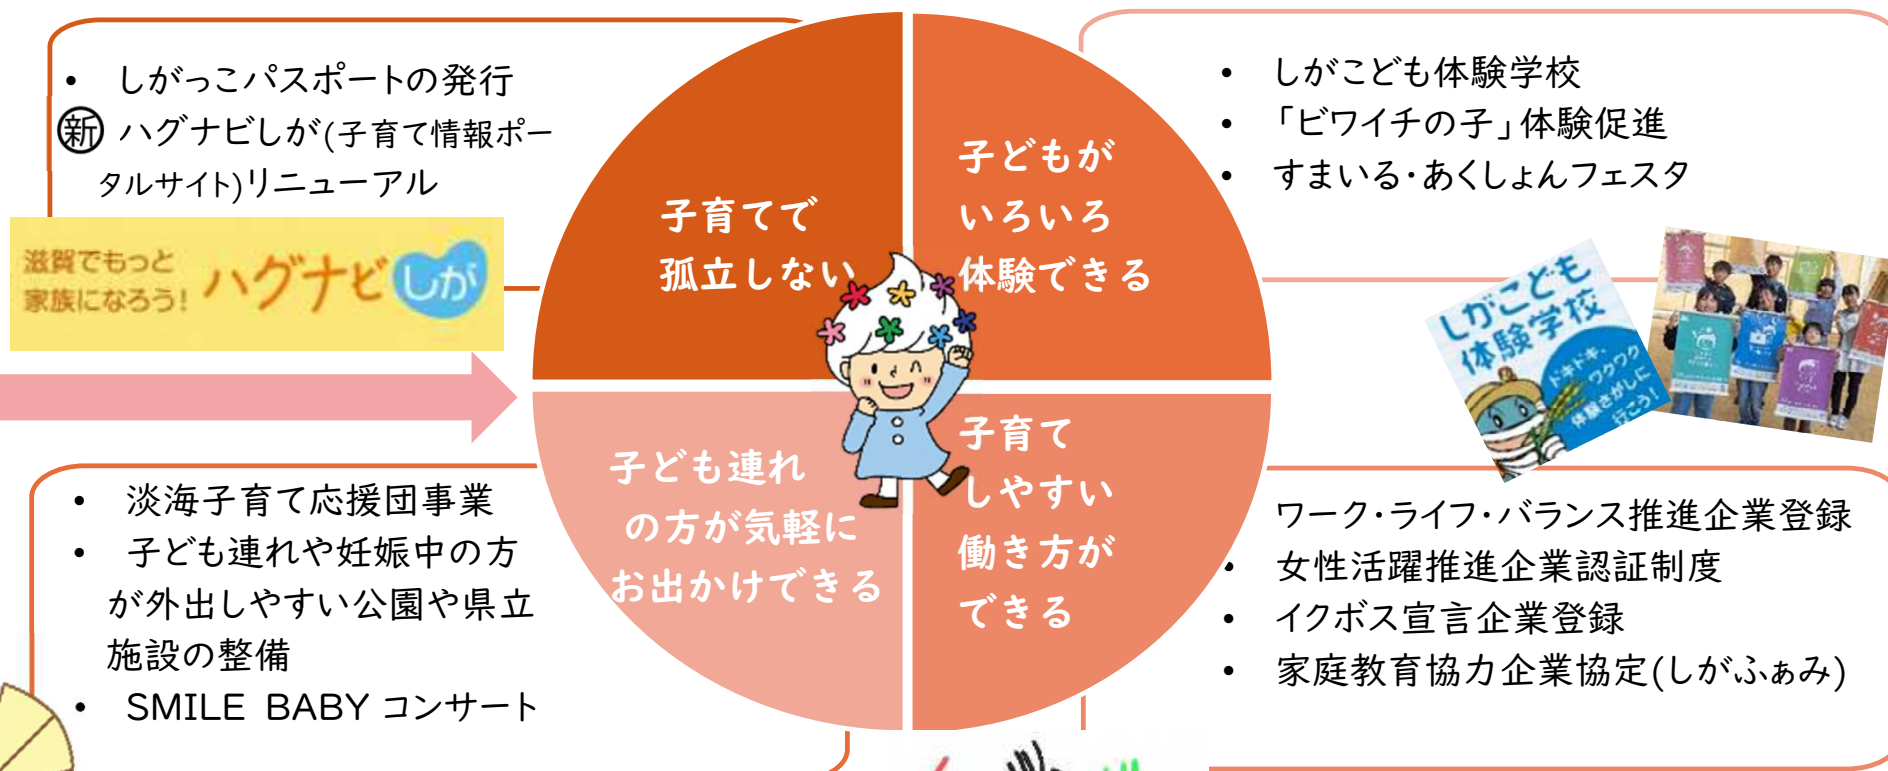 • しがっこパスポートの発行
㊟新 ハグナビしが(子育て情報ポー
タルサイト)リニューアル
滋賀でもっと
家族になろう!
ハグナビしが
子育てで
孤立しない
子どもが
いろいろ
体験できる
• しがこども体験学校
• 「ビワイチの子」体験促進
• すまいる・あくしょんフェスタ
しがこども
体験学校
ドキドキ、
ワクワク
体験さがしに
行こう!
• 淡海子育て応援団事業
• 子ども連れや妊娠中の方
が外出しやすい公園や県立
施設の整備
• SMILE BABY コンサート
子ども連れ
の方が気軽に
お出かけできる
子育て
しやすい
働き方が
できる
ワーク・ライフ・バランス推進企業登録
• 女性活躍推進企業認証制度
• イクボス宣言企業登録
• 家庭教育協力企業協定(しがふぁみ)